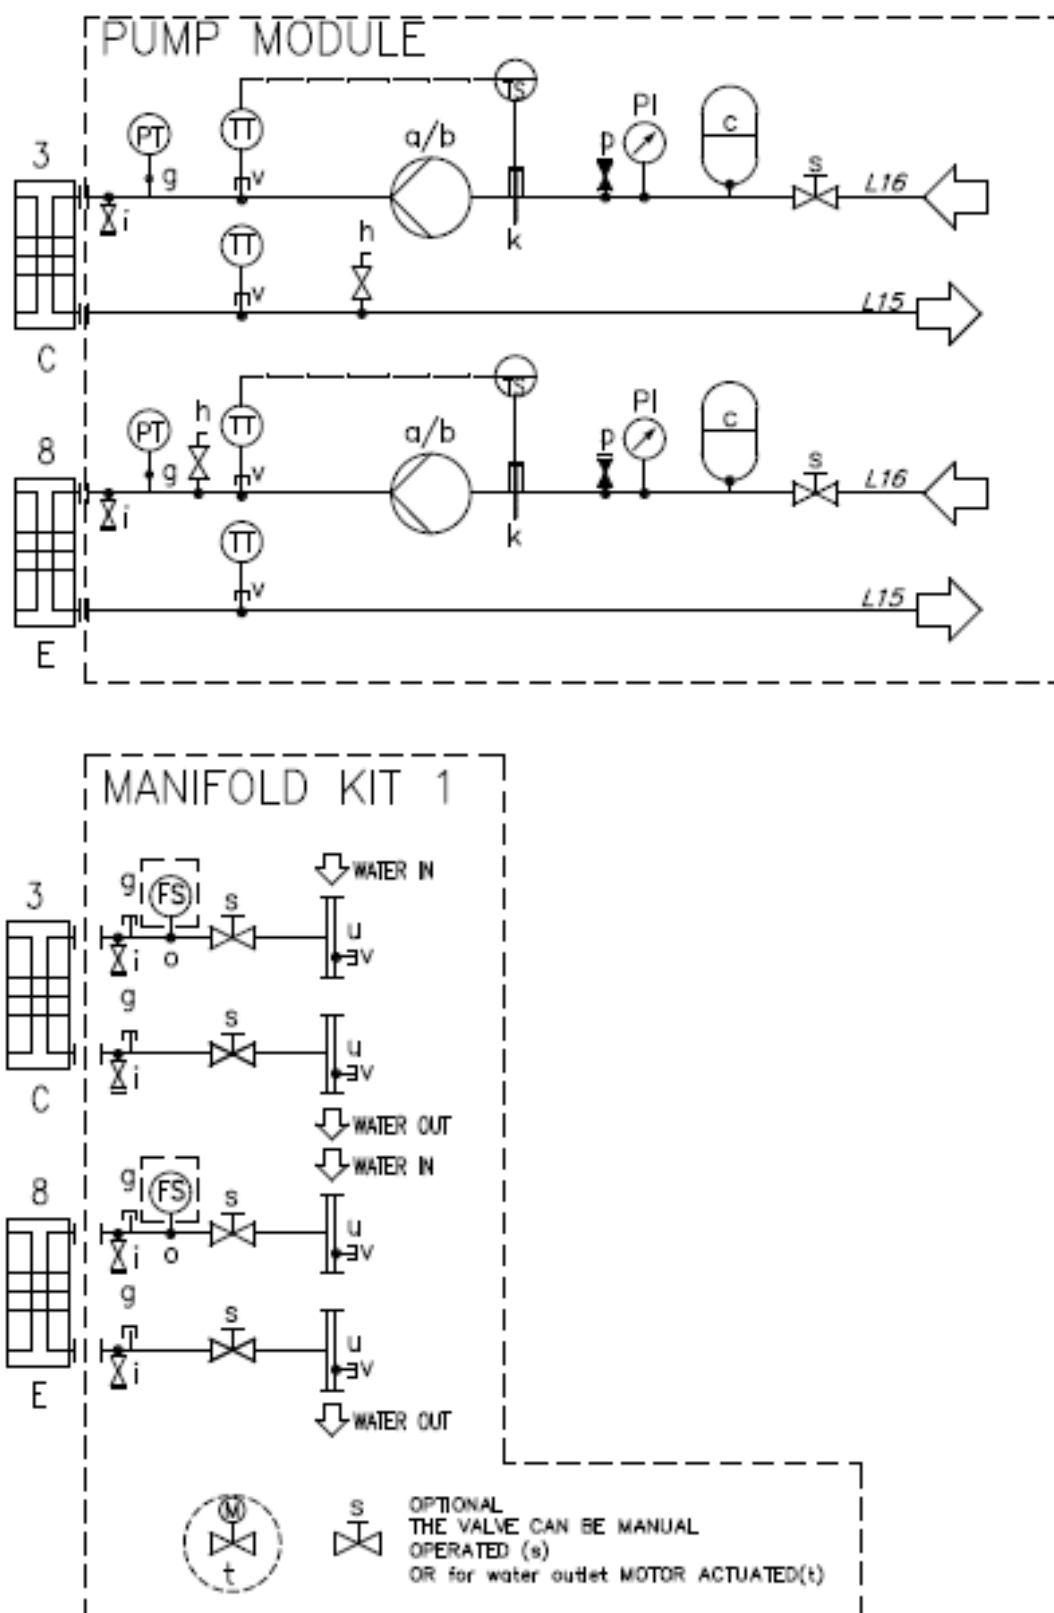 PUMP MODULE
TS
PI
c
PT
TT
a/b
p
s
3
g
v
L16
i
k
TT
h
v
L15
C
TS
PI
c
h
PT
TT
a/b
p
s
8
g
v
L16
i
k
TT
v
L15
E
MANIFOLD KIT 1
WATER IN
3
g
FS
s
u
v
i
o
g
s
u
v
i
C
WATER OUT
WATER IN
8
g
FS
s
u
v
i
o
g
s
u
v
i
E
WATER OUT
M
t
s
OPTIONAL
THE VALVE CAN BE MANUAL
OPERATED (s)
OR for water outlet MOTOR ACTUATED(t)